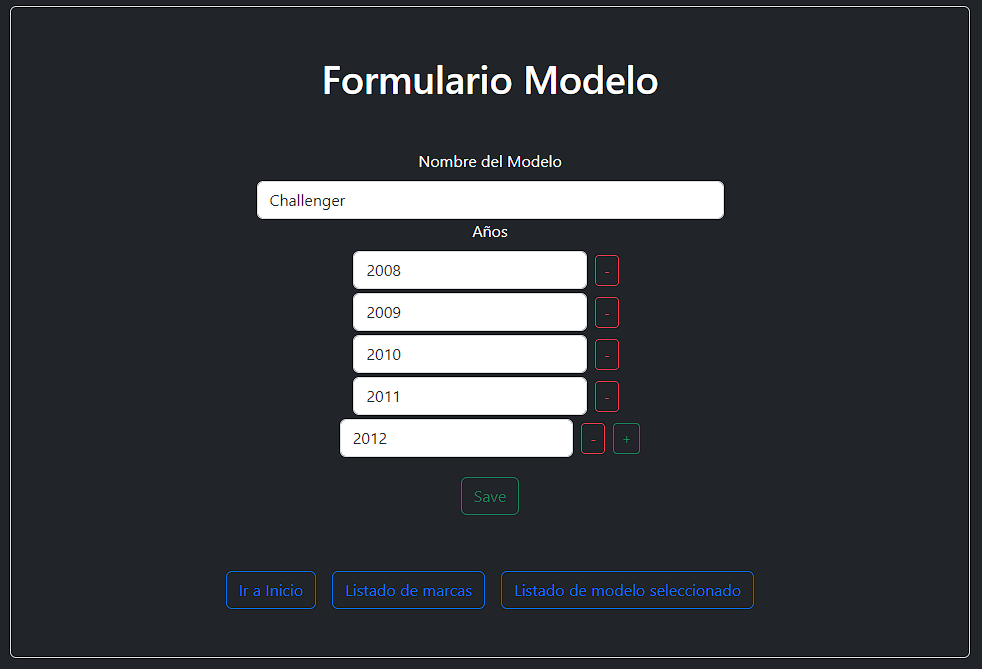 Formulario Modelo
Nombre del Modelo
Challenger
Años
2008 -
2009 -
2010 -
2011 -
2012 - +
Save
Ir a Inicio Listado de marcas Listado de modelo seleccionado